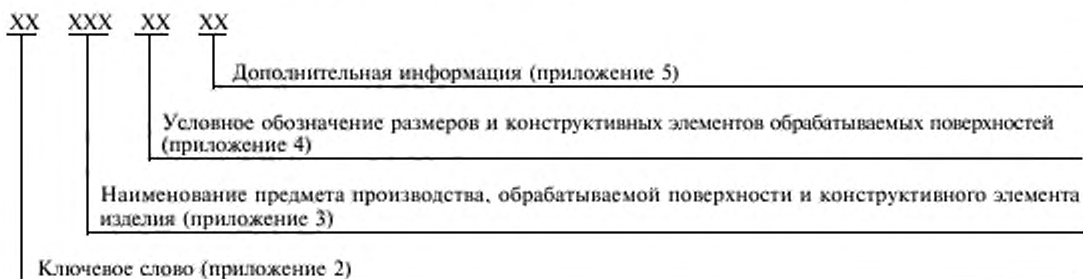 XX XXX XX XX
Дополнительная информация (приложение 5)
Условное обозначение размеров и конструктивных элементов обрабатываемых поверхностей
(приложение 4)
Наименование предмета производства, обрабатываемой поверхности и конструктивного элемента
изделия (приложение 3)
Ключевое слово (приложение 2)